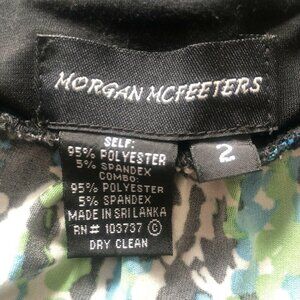 MORGAN MCFEETERS
2
SELF:
95% POLYESTER
5% SPANDEX
COMBO:
95% POLYESTER
5% SPANDEX
MADE IN SRI LANKA
RN# 103737 ©
DRY CLEAN